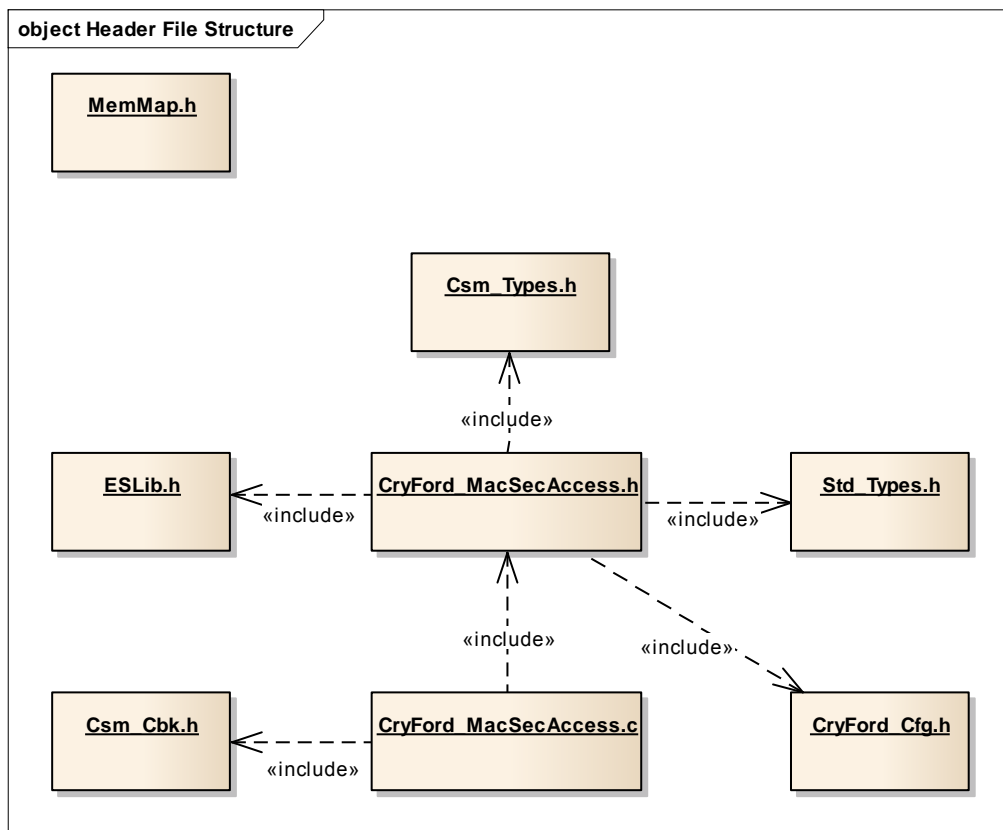 object Header File Structure
MemMap.h
Csm_Types.h
«include»
ESLib.h
«include»
CryFord_MacSecAccess.h
«include»
Std_Types.h
«include»
«include»
Csm_Cbk.h
«include»
CryFord_MacSecAccess.c
CryFord_Cfg.h